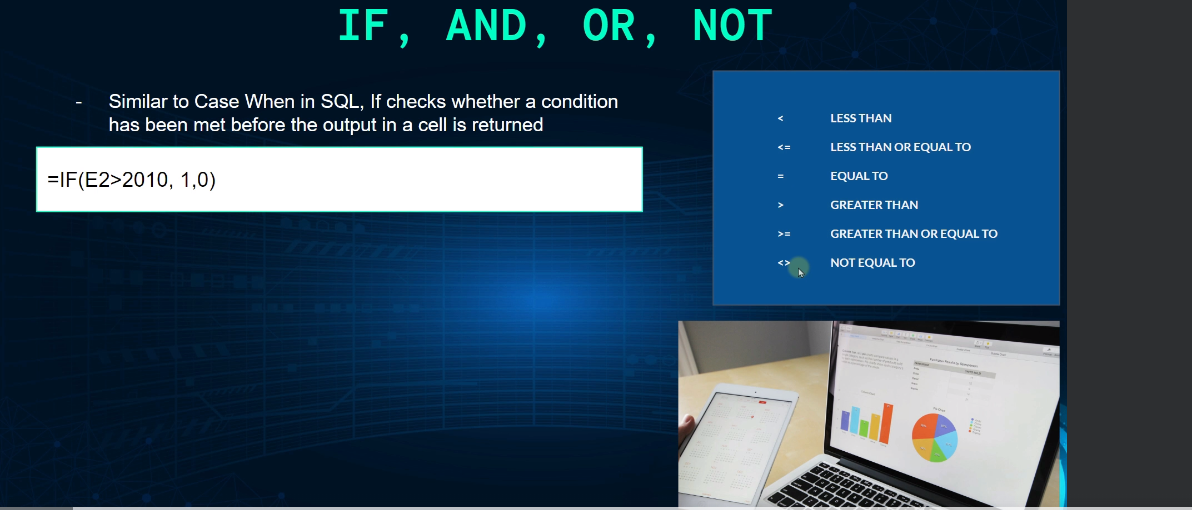 IF, AND, OR, NOT
- Similar to Case When in SQL, If checks whether a condition
has been met before the output in a cell is returned
=IF(E2>2010, 1,0)
< LESS THAN
<= LESS THAN OR EQUAL TO
= EQUAL TO
> GREATER THAN
>= GREATER THAN OR EQUAL TO
<> NOT EQUAL TO